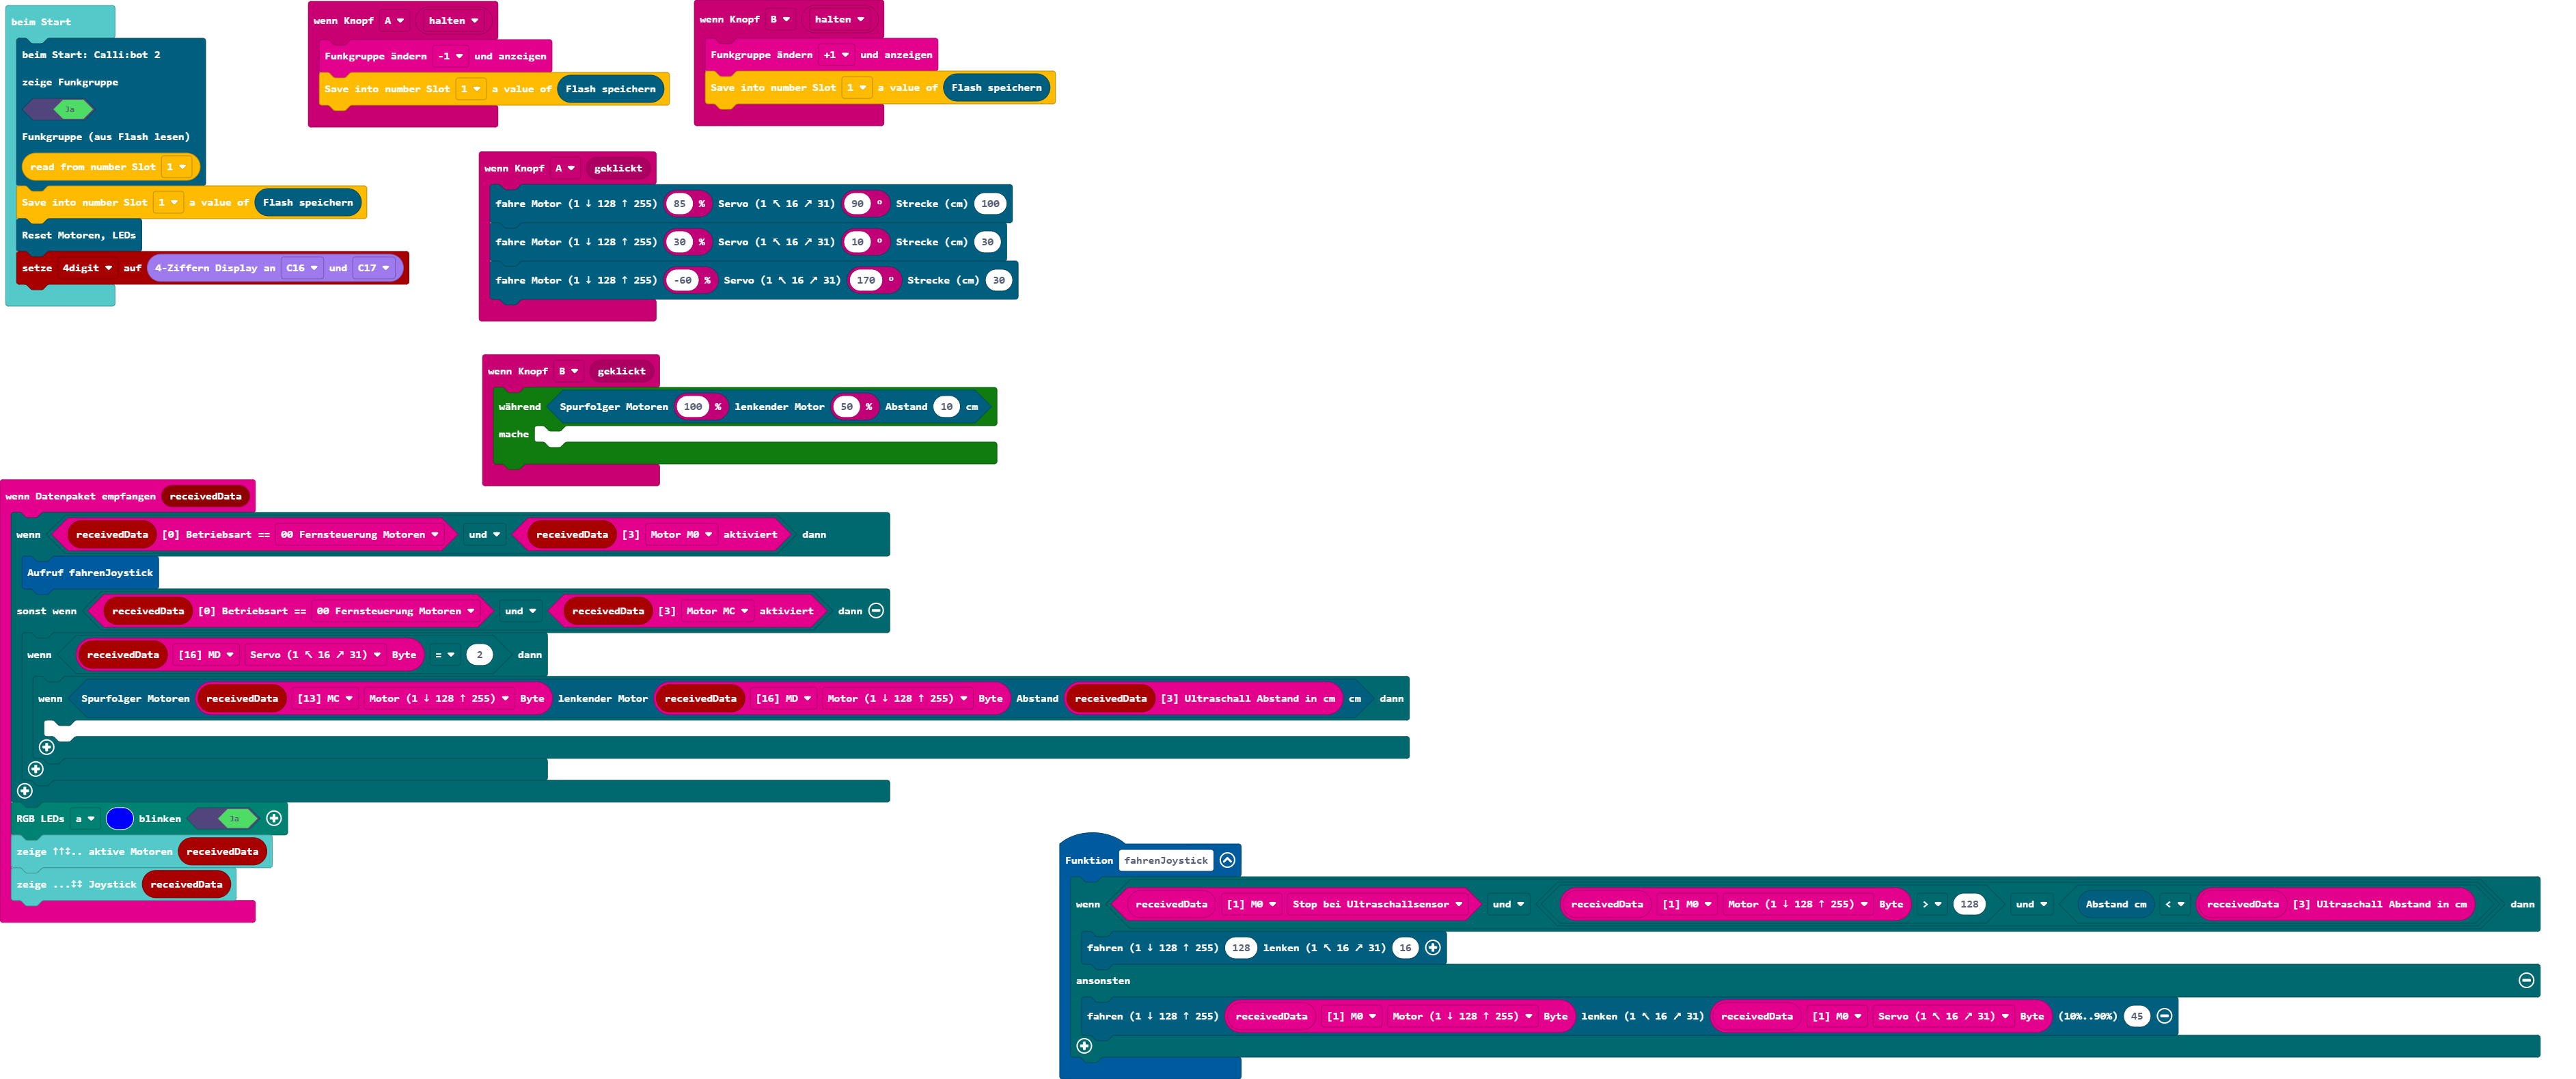 beim Start
beim Start: Calli:bot 2
zeige Funkgruppe
Ja
Funkgruppe (aus Flash lesen)
read from number Slot 1
Save into number Slot 1 a value of Flash speichern
Reset Motoren, LEDs
setze 4digit auf 4-Ziffern Display an C16 und C17
wenn Knopf A halten
Funkgruppe ändern -1 und anzeigen
Save into number Slot 1 a value of Flash speichern
wenn Knopf B halten
Funkgruppe ändern +1 und anzeigen
Save into number Slot 1 a value of Flash speichern
wenn Knopf A geklickt
fahre Motor (1 ↓ 128 ↑ 255) 85 % Servo (1 ↖ 16 ↗ 31) 90 ° Strecke (cm) 100
fahre Motor (1 ↓ 128 ↑ 255) 30 % Servo (1 ↖ 16 ↗ 31) 10 ° Strecke (cm) 30
fahre Motor (1 ↓ 128 ↑ 255) -60 % Servo (1 ↖ 16 ↗ 31) 170 ° Strecke (cm) 30
wenn Knopf B geklickt
während Spurfolger Motoren 100 % lenkender Motor 50 % Abstand 10 cm
mache
wenn Datenpaket empfangen receivedData
wenn receivedData [0] Betriebsart == 00 Fernsteuerung Motoren und receivedData [3] Motor M0 aktiviert dann
Aufruf fahrenJoystick
sonst wenn receivedData [0] Betriebsart == 00 Fernsteuerung Motoren und receivedData [3] Motor MC aktiviert dann
wenn receivedData [16] MD Servo (1 ↖ 16 ↗ 31) Byte = 2 dann
wenn Spurfolger Motoren receivedData [13] MC Motor (1 ↓ 128 ↑ 255) Byte lenkender Motor receivedData [16] MD Motor (1 ↓ 128 ↑ 255) Byte Abstand receivedData [3] Ultraschall Abstand in cm cm dann
RGB LEDs a blinken Ja
zeige ↑↑↕.. aktive Motoren receivedData
zeige ...↕↕ Joystick receivedData
Funktion fahrenJoystick
wenn receivedData [1] M0 Stop bei Ultraschallsensor und receivedData [1] M0 Motor (1 ↓ 128 ↑ 255) Byte > 128 und Abstand cm < receivedData [3] Ultraschall Abstand in cm dann
fahren (1 ↓ 128 ↑ 255) 128 lenken (1 ↖ 16 ↗ 31) 16
ansonsten
fahren (1 ↓ 128 ↑ 255) receivedData [1] M0 Motor (1 ↓ 128 ↑ 255) Byte lenken (1 ↖ 16 ↗ 31) receivedData [1] M0 Servo (1 ↖ 16 ↗ 31) Byte (10%..90%) 45